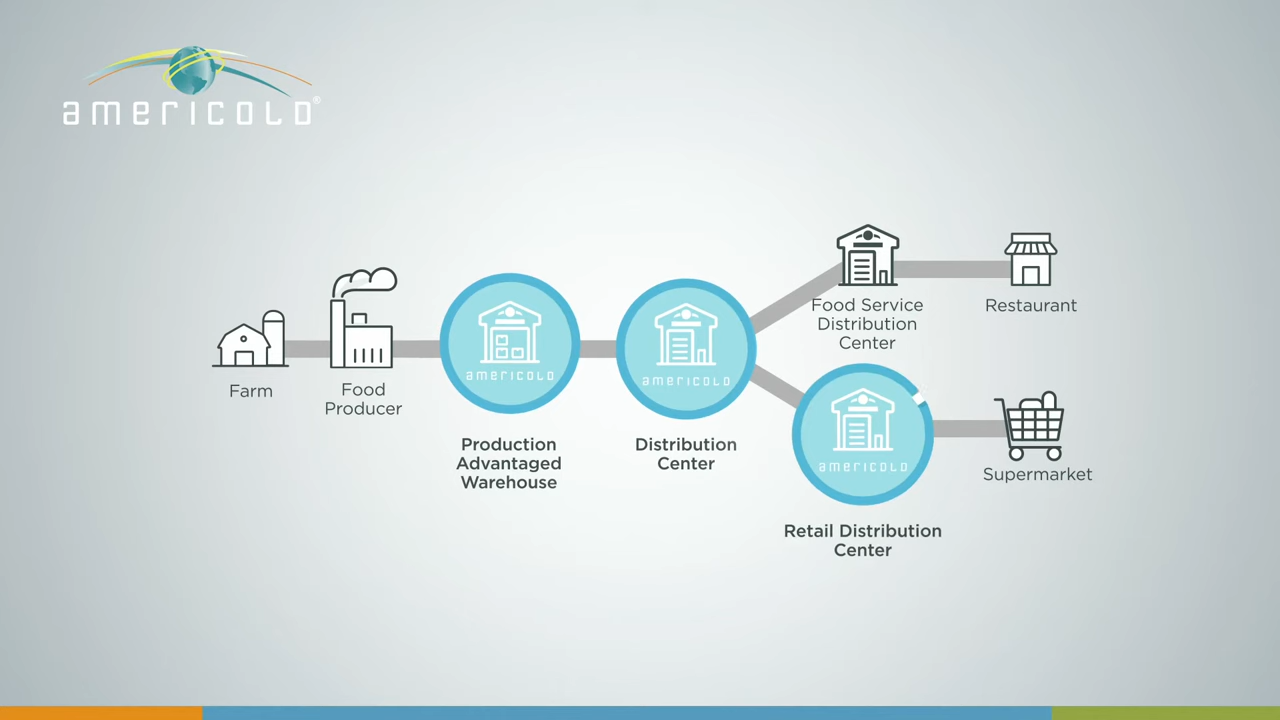 americold®
Farm
Food
Producer
americold
Production
Advantaged
Warehouse
americold
Distribution
Center
Food Service
Distribution
Center
Restaurant
americold
Retail Distribution
Center
Supermarket